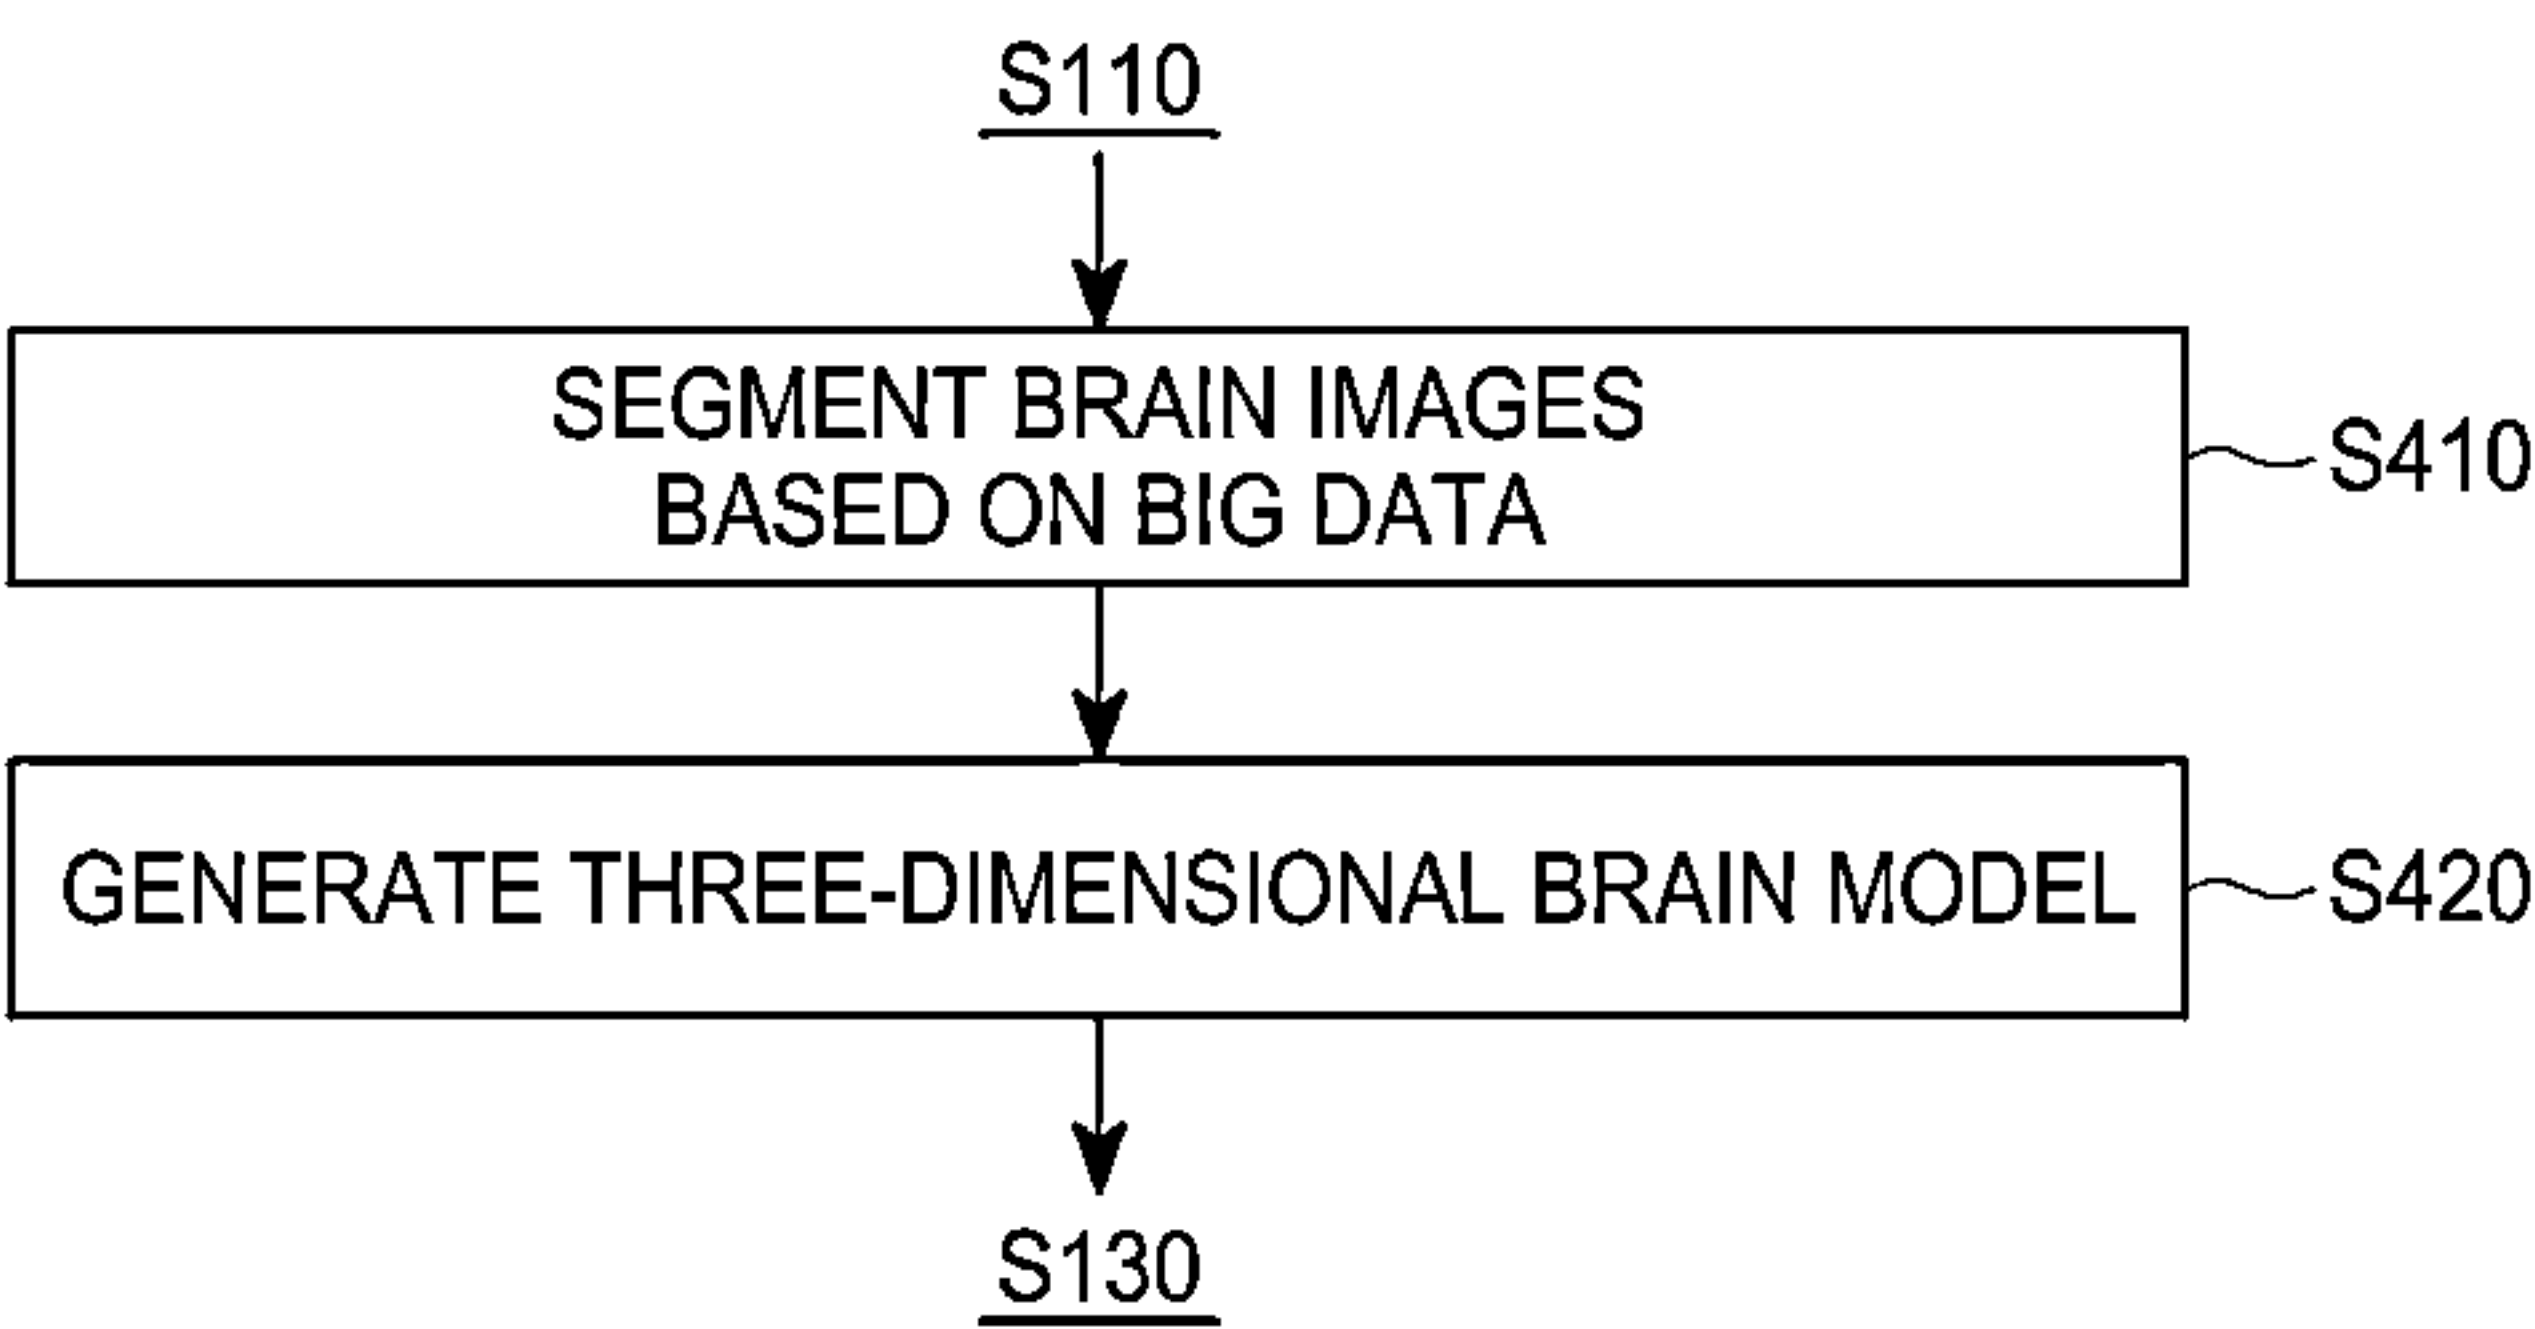 S110
SEGMENT BRAIN IMAGES
BASED ON BIG DATA
S410
GENERATE THREE-DIMENSIONAL BRAIN MODEL
S420
S130